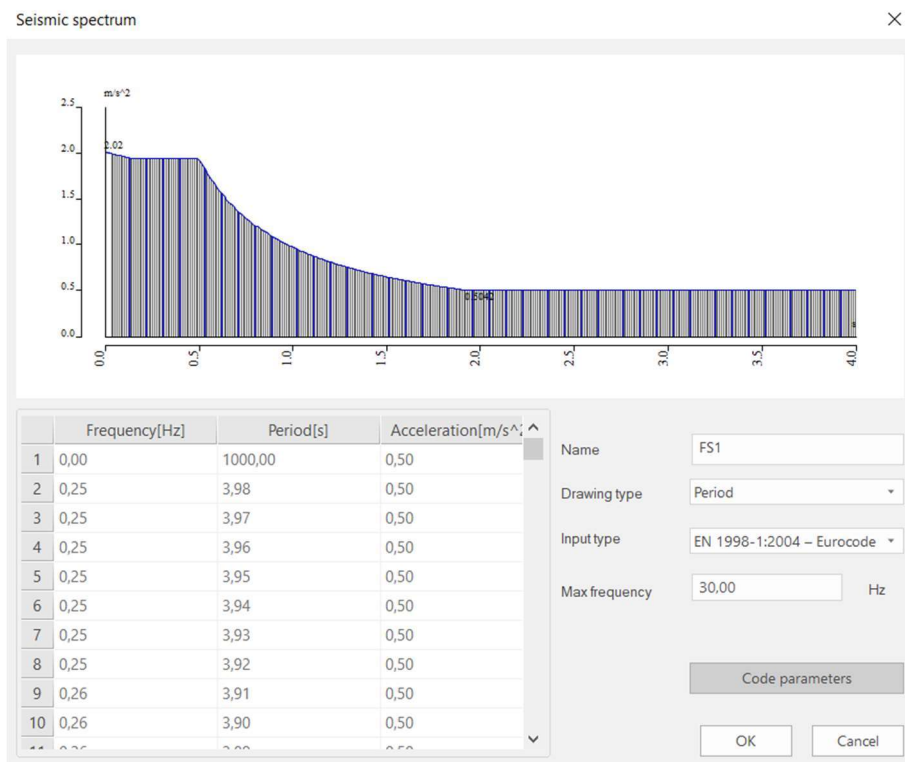 Seismic spectrum
m/s^2
2.5
2.02
2.0
1.5
1.0
0.5
0.5042
s
0.0
0.0 0.5 1.0 1.5 2.0 2.5 3.0 3.5 4.0
Frequency[Hz] Period[s] Acceleration[m/s^2
1 0,00 1000,00 0,50
2 0,25 3,98 0,50
3 0,25 3,97 0,50
4 0,25 3,96 0,50
5 0,25 3,95 0,50
6 0,25 3,94 0,50
7 0,25 3,93 0,50
8 0,25 3,92 0,50
9 0,26 3,91 0,50
10 0,26 3,90 0,50
Name FS1
Drawing type Period
Input type EN 1998-1:2004 – Eurocode
Max frequency 30,00 Hz
Code parameters
OK Cancel